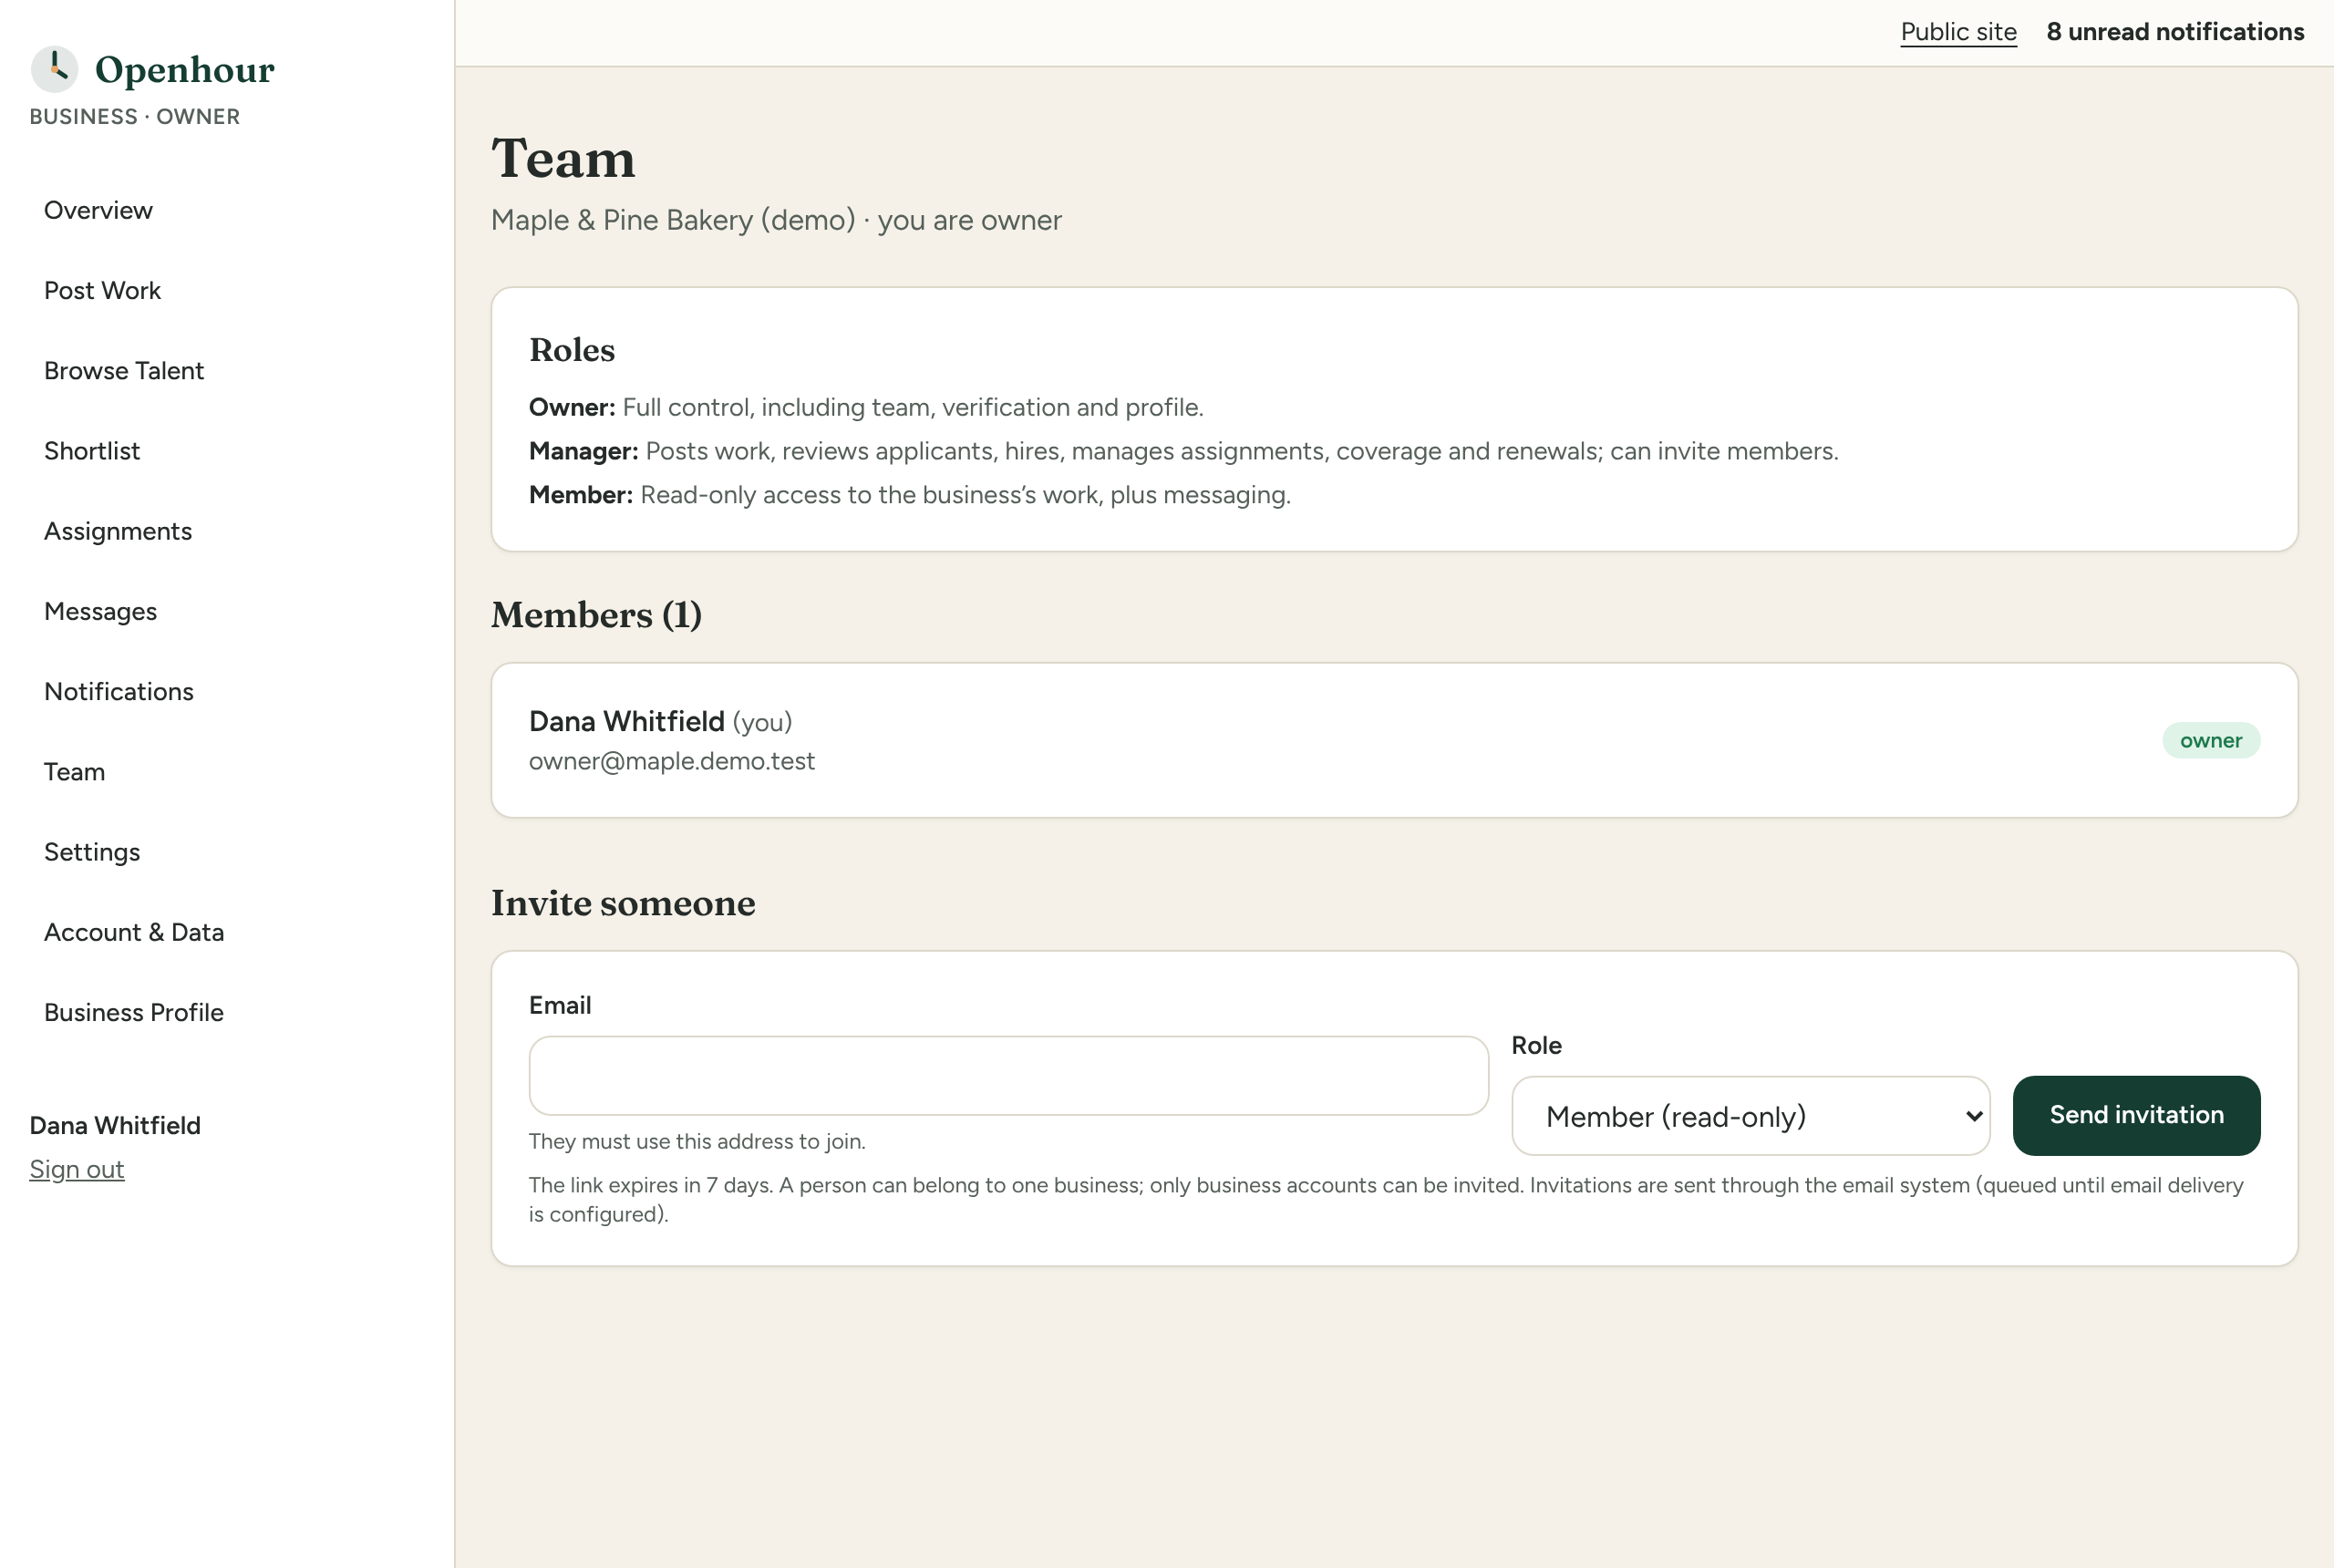 Openhour
BUSINESS · OWNER
Overview
Post Work
Browse Talent
Shortlist
Assignments
Messages
Notifications
Team
Settings
Account & Data
Business Profile
Dana Whitfield
Sign out
Public site
8 unread notifications
Team
Maple & Pine Bakery (demo) · you are owner
Roles
Owner: Full control, including team, verification and profile.
Manager: Posts work, reviews applicants, hires, manages assignments, coverage and renewals; can invite members.
Member: Read-only access to the business’s work, plus messaging.
Members (1)
Dana Whitfield (you)
owner@maple.demo.test
owner
Invite someone
Email
They must use this address to join.
Role
Member (read-only)
Send invitation
The link expires in 7 days. A person can belong to one business; only business accounts can be invited. Invitations are sent through the email system (queued until email delivery
is configured).